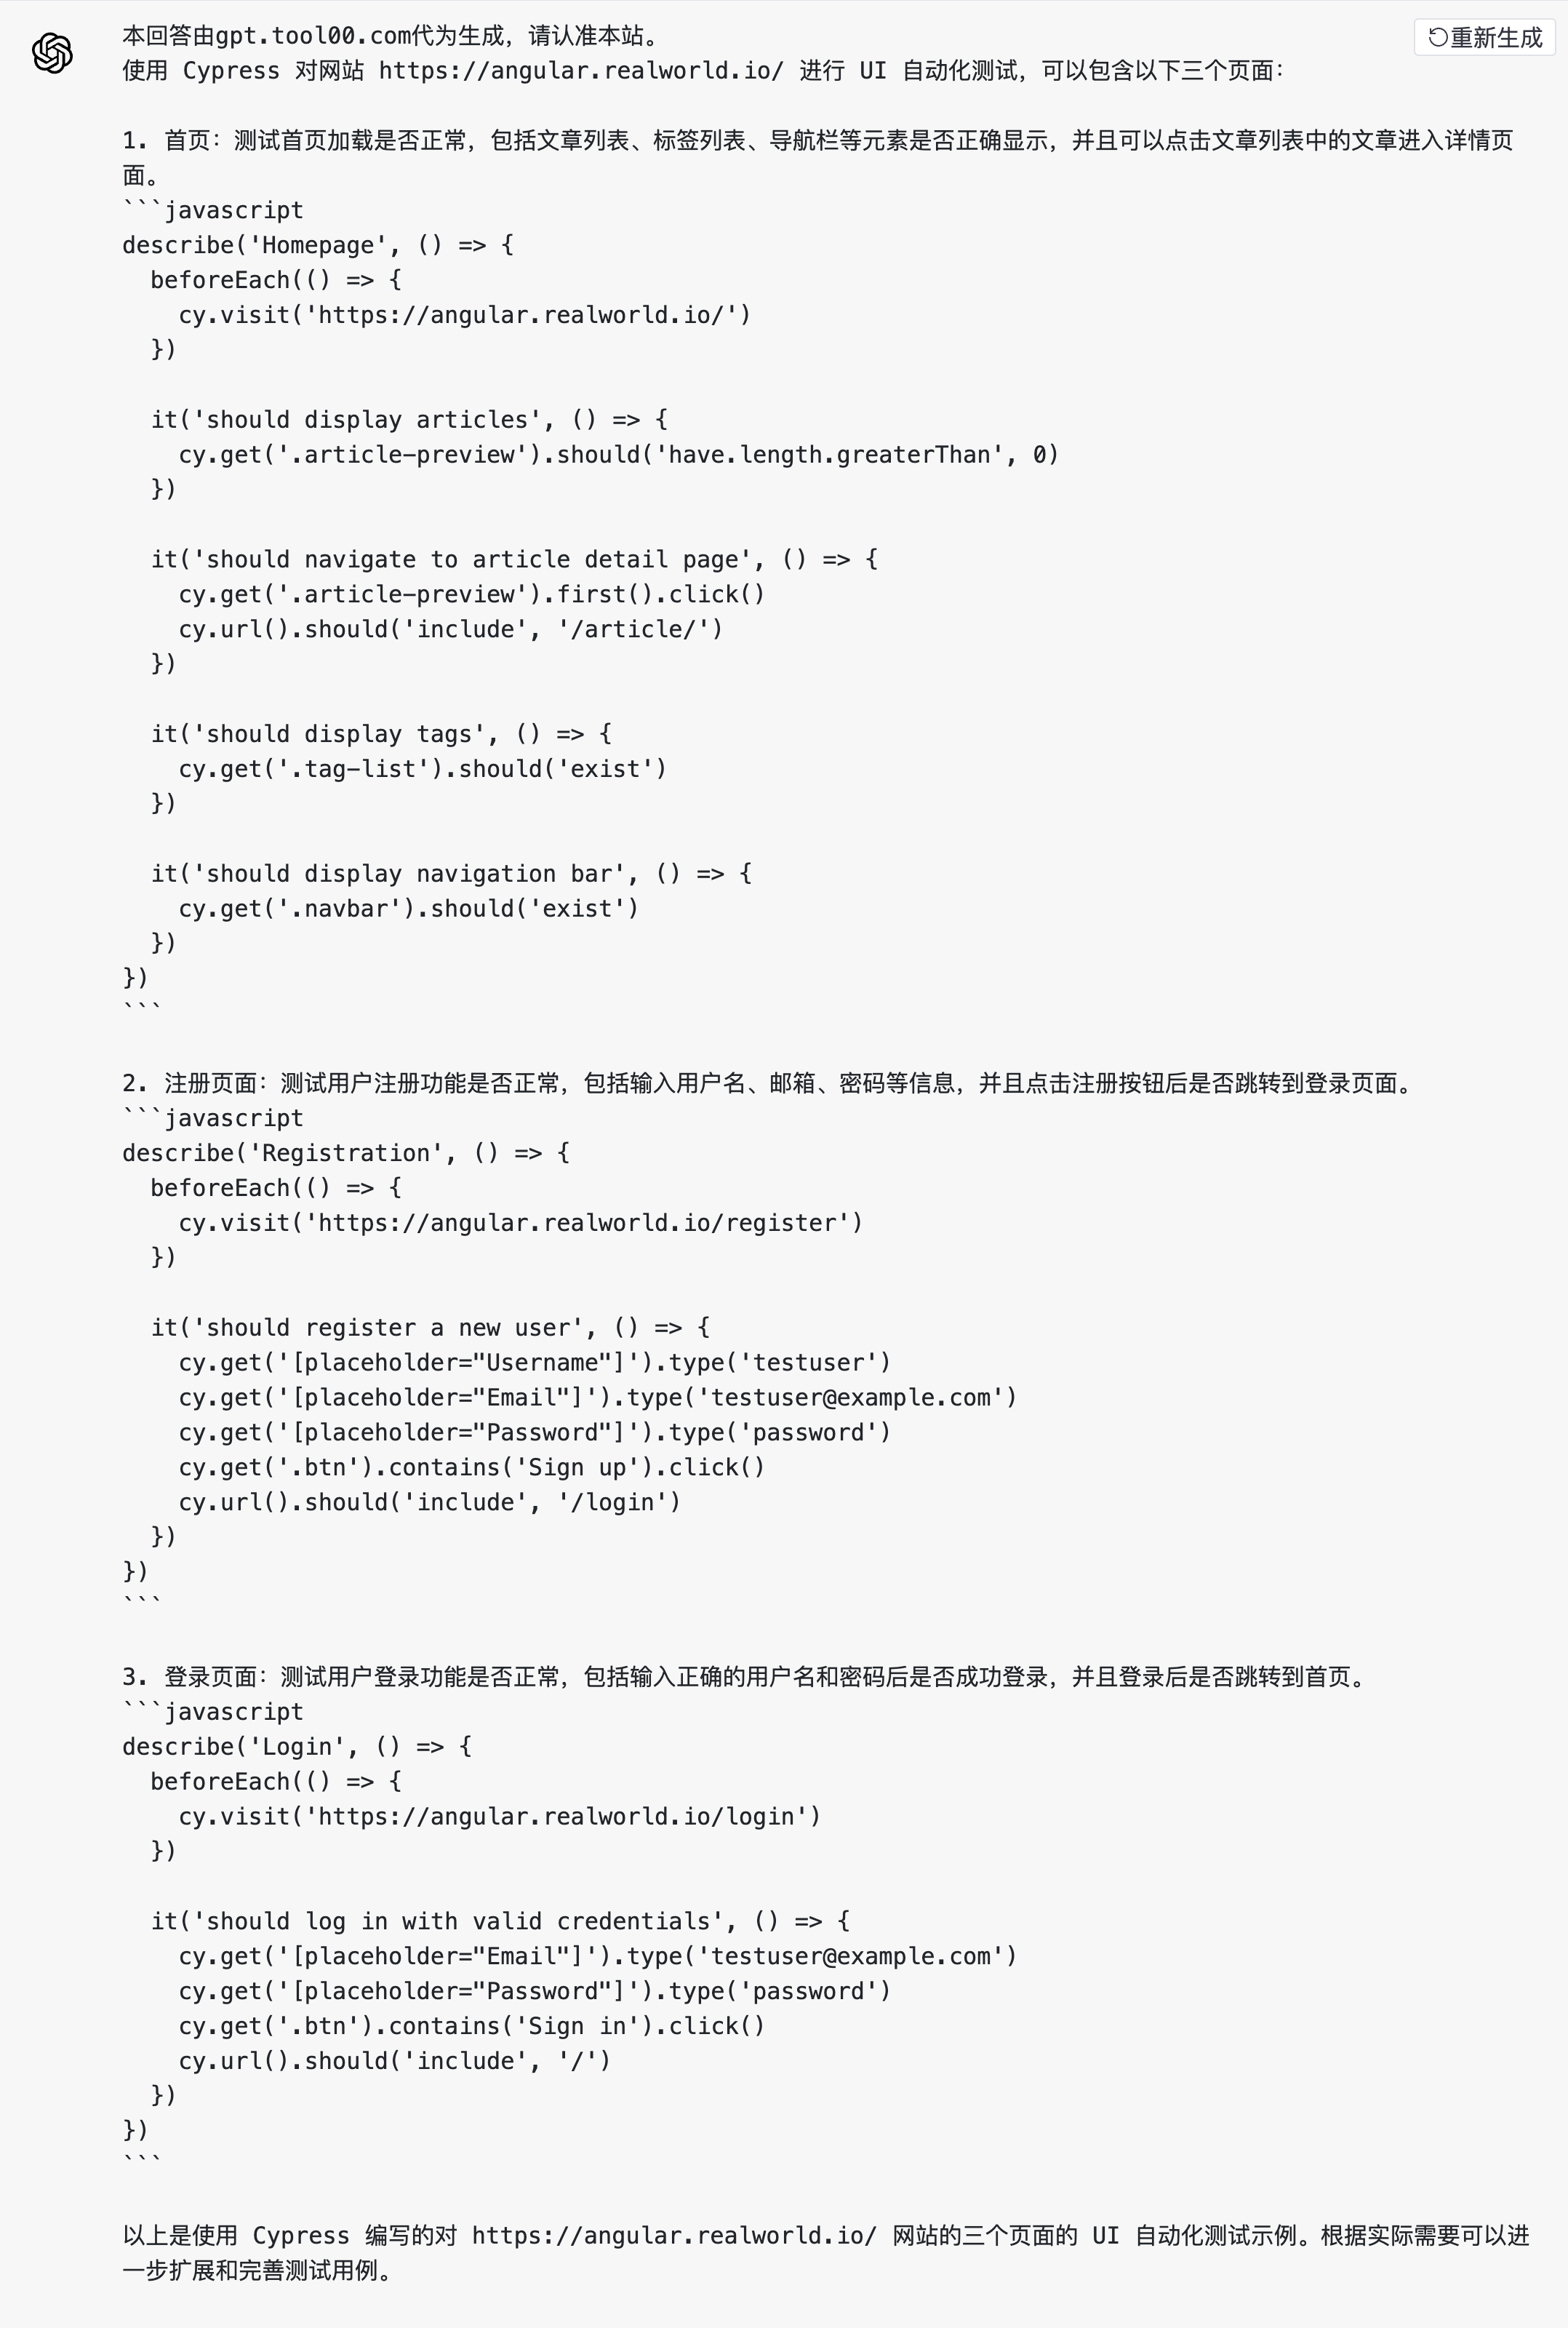 本回答由gpt.tool00.com代为生成，请认准本站。
重新生成
使用 Cypress 对网站 https://angular.realworld.io/ 进行 UI 自动化测试，可以包含以下三个页面：
1. 首页：测试首页加载是否正常，包括文章列表、标签列表、导航栏等元素是否正确显示，并且可以点击文章列表中的文章进入详情页
面。
```javascript
describe('Homepage', () => {
  beforeEach(() => {
    cy.visit('https://angular.realworld.io/')
  })
  it('should display articles', () => {
    cy.get('.article-preview').should('have.length.greaterThan', 0)
  })
  it('should navigate to article detail page', () => {
    cy.get('.article-preview').first().click()
    cy.url().should('include', '/article/')
  })
  it('should display tags', () => {
    cy.get('.tag-list').should('exist')
  })
  it('should display navigation bar', () => {
    cy.get('.navbar').should('exist')
  })
})
```
2. 注册页面：测试用户注册功能是否正常，包括输入用户名、邮箱、密码等信息，并且点击注册按钮后是否跳转到登录页面。
```javascript
describe('Registration', () => {
  beforeEach(() => {
    cy.visit('https://angular.realworld.io/register')
  })
  it('should register a new user', () => {
    cy.get('[placeholder="Username"]').type('testuser')
    cy.get('[placeholder="Email"]').type('testuser@example.com')
    cy.get('[placeholder="Password"]').type('password')
    cy.get('.btn').contains('Sign up').click()
    cy.url().should('include', '/login')
  })
})
```
3. 登录页面：测试用户登录功能是否正常，包括输入正确的用户名和密码后是否成功登录，并且登录后是否跳转到首页。
```javascript
describe('Login', () => {
  beforeEach(() => {
    cy.visit('https://angular.realworld.io/login')
  })
  it('should log in with valid credentials', () => {
    cy.get('[placeholder="Email"]').type('testuser@example.com')
    cy.get('[placeholder="Password"]').type('password')
    cy.get('.btn').contains('Sign in').click()
    cy.url().should('include', '/')
  })
})
```
以上是使用 Cypress 编写的对 https://angular.realworld.io/ 网站的三个页面的 UI 自动化测试示例。根据实际需要可以进
一步扩展和完善测试用例。